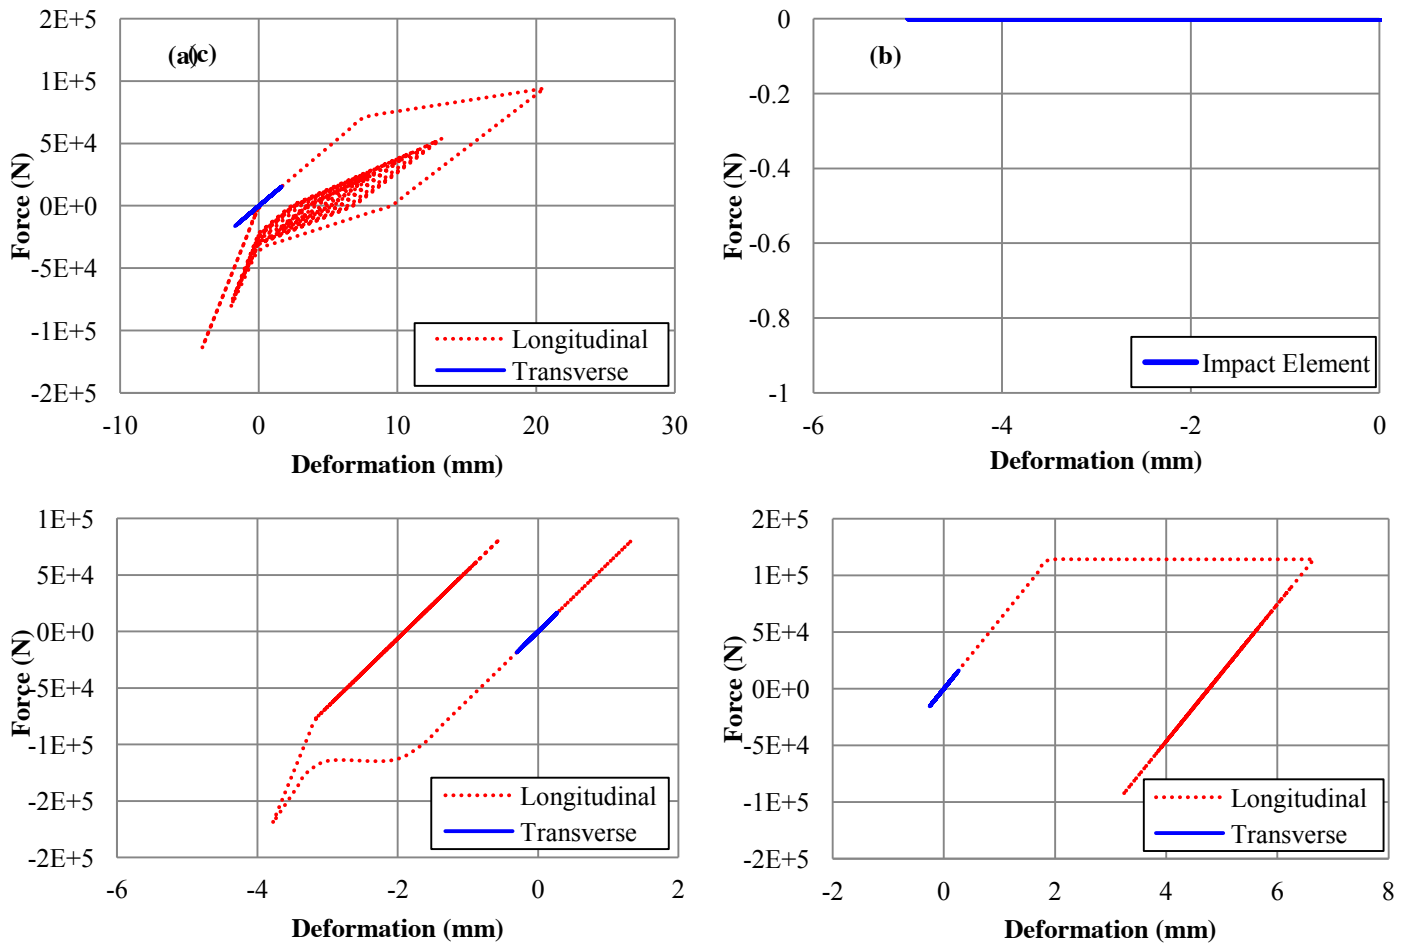 2E+5
1E+5
5E+4
0E+0
-5E+4
-1E+5
-2E+5
-10 0 10 20 30
Force (N)
Deformation (mm)
(a)(c)
Longitudinal
Transverse
0
-0.2
-0.4
-0.6
-0.8
-1
-6 -4 -2 0
Force (N)
Deformation (mm)
(b)
Impact Element
1E+5
5E+4
0E+0
-5E+4
-1E+5
-2E+5
-2E+5
-6 -4 -2 0 2
Force (N)
Deformation (mm)
Longitudinal
Transverse
2E+5
1E+5
5E+4
0E+0
-5E+4
-1E+5
-2E+5
-2 0 2 4 6 8
Force (N)
Deformation (mm)
Longitudinal
Transverse